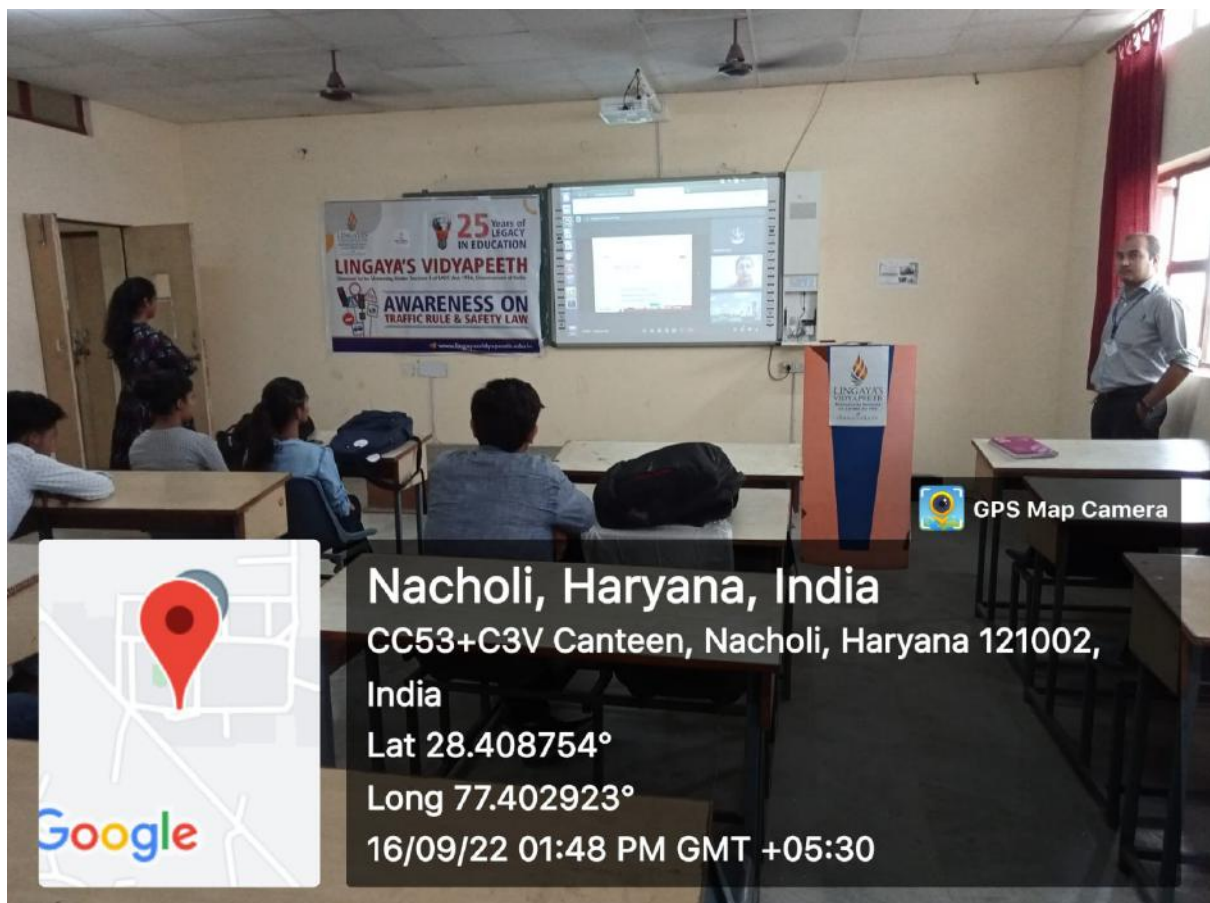 25 Years of
LEGACY
IN EDUCATION
LINGAYA'S VIDYAPEETH
AWARENESS ON
TRAFFIC RULE & SAFETY LAW
LINGAYA'S
VIDYAPEETH
GPS Map Camera
Nacholi, Haryana, India
CC53+C3V Canteen, Nacholi, Haryana 121002,
India
Lat 28.408754°
Long 77.402923°
16/09/22 01:48 PM GMT +05:30
Google